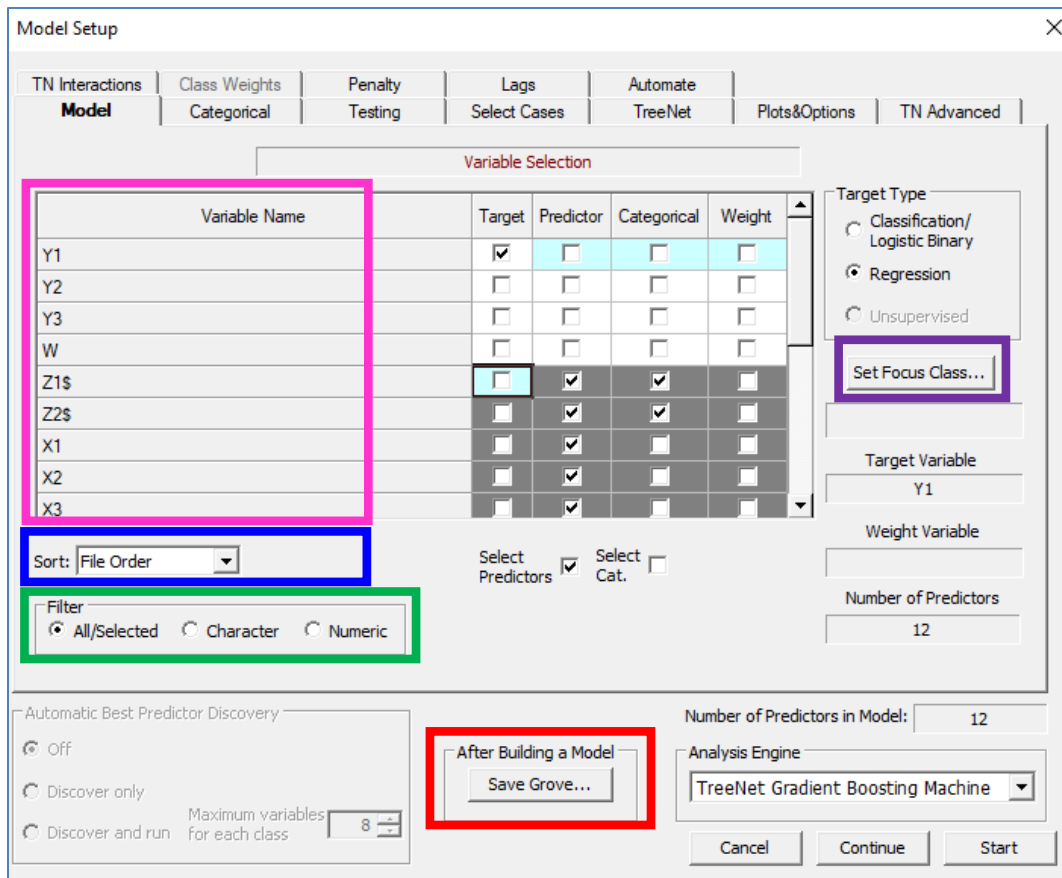 Model Setup
TN Interactions Class Weights Penalty Lags Automate
Model Categorical Testing Select Cases TreeNet Plots&Options TN Advanced
Variable Selection
Variable Name Target Predictor Categorical Weight
Y1
Y2
Y3
W
Z1$
Z2$
X1
X2
X3
Sort: File Order
Select Predictors
Select Cat.
Filter
All/Selected Character Numeric
Target Type
Classification/
Logistic Binary
Regression
Unsupervised
Set Focus Class...
Target Variable
Y1
Weight Variable
Number of Predictors
12
Automatic Best Predictor Discovery
Off
Discover only
Discover and run
Maximum variables
for each class
8
After Building a Model
Save Grove...
Number of Predictors in Model: 12
Analysis Engine
TreeNet Gradient Boosting Machine
Cancel Continue Start